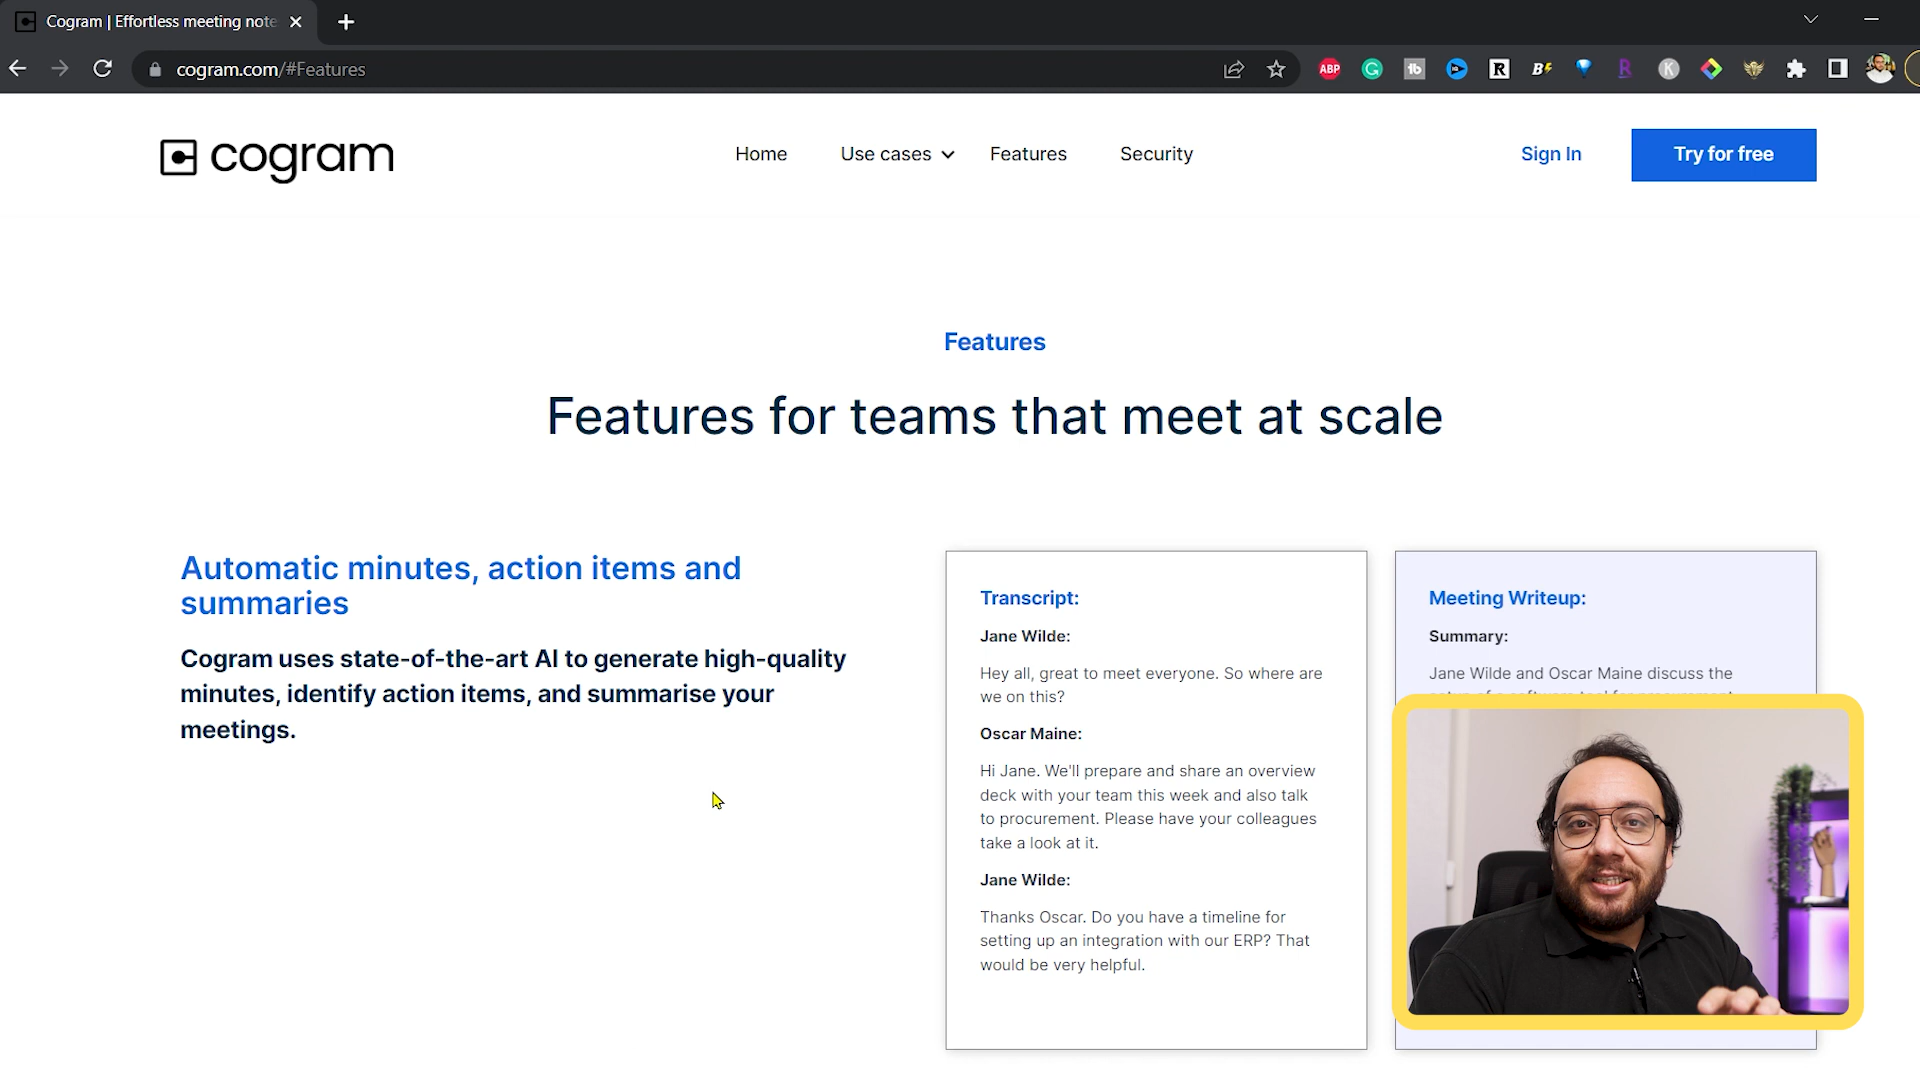 Cogram | Effortless meeting note
cogram.com/#Features
ABP
cogram
Home
Use cases
Features
Security
Sign In
Try for free
Features
Features for teams that meet at scale
Automatic minutes, action items and
summaries
Cogram uses state-of-the-art AI to generate high-quality
minutes, identify action items, and summarise your
meetings.
Transcript:
Jane Wilde:
Hey all, great to meet everyone. So where are
we on this?
Oscar Maine:
Hi Jane. We'll prepare and share an overview
deck with your team this week and also talk
to procurement. Please have your colleagues
take a look at it.
Jane Wilde:
Thanks Oscar. Do you have a timeline for
setting up an integration with our ERP? That
would be very helpful.
Meeting Writeup:
Summary:
Jane Wilde and Oscar Maine discuss the